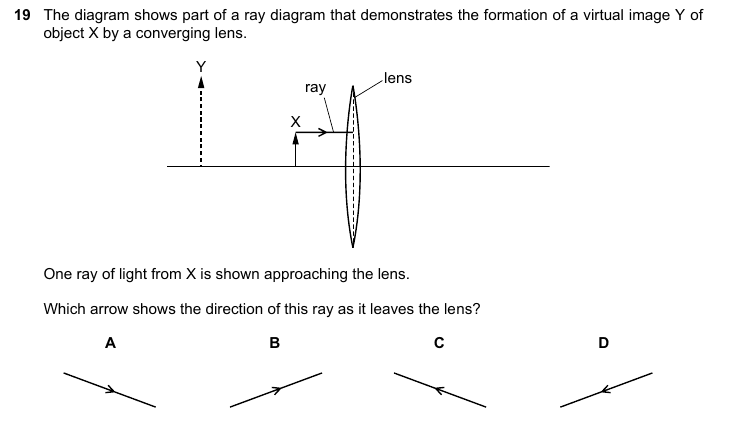 19 The diagram shows part of a ray diagram that demonstrates the formation of a virtual image Y of
object X by a converging lens.
Y
lens
ray
X
One ray of light from X is shown approaching the lens.
Which arrow shows the direction of this ray as it leaves the lens?
A B C D